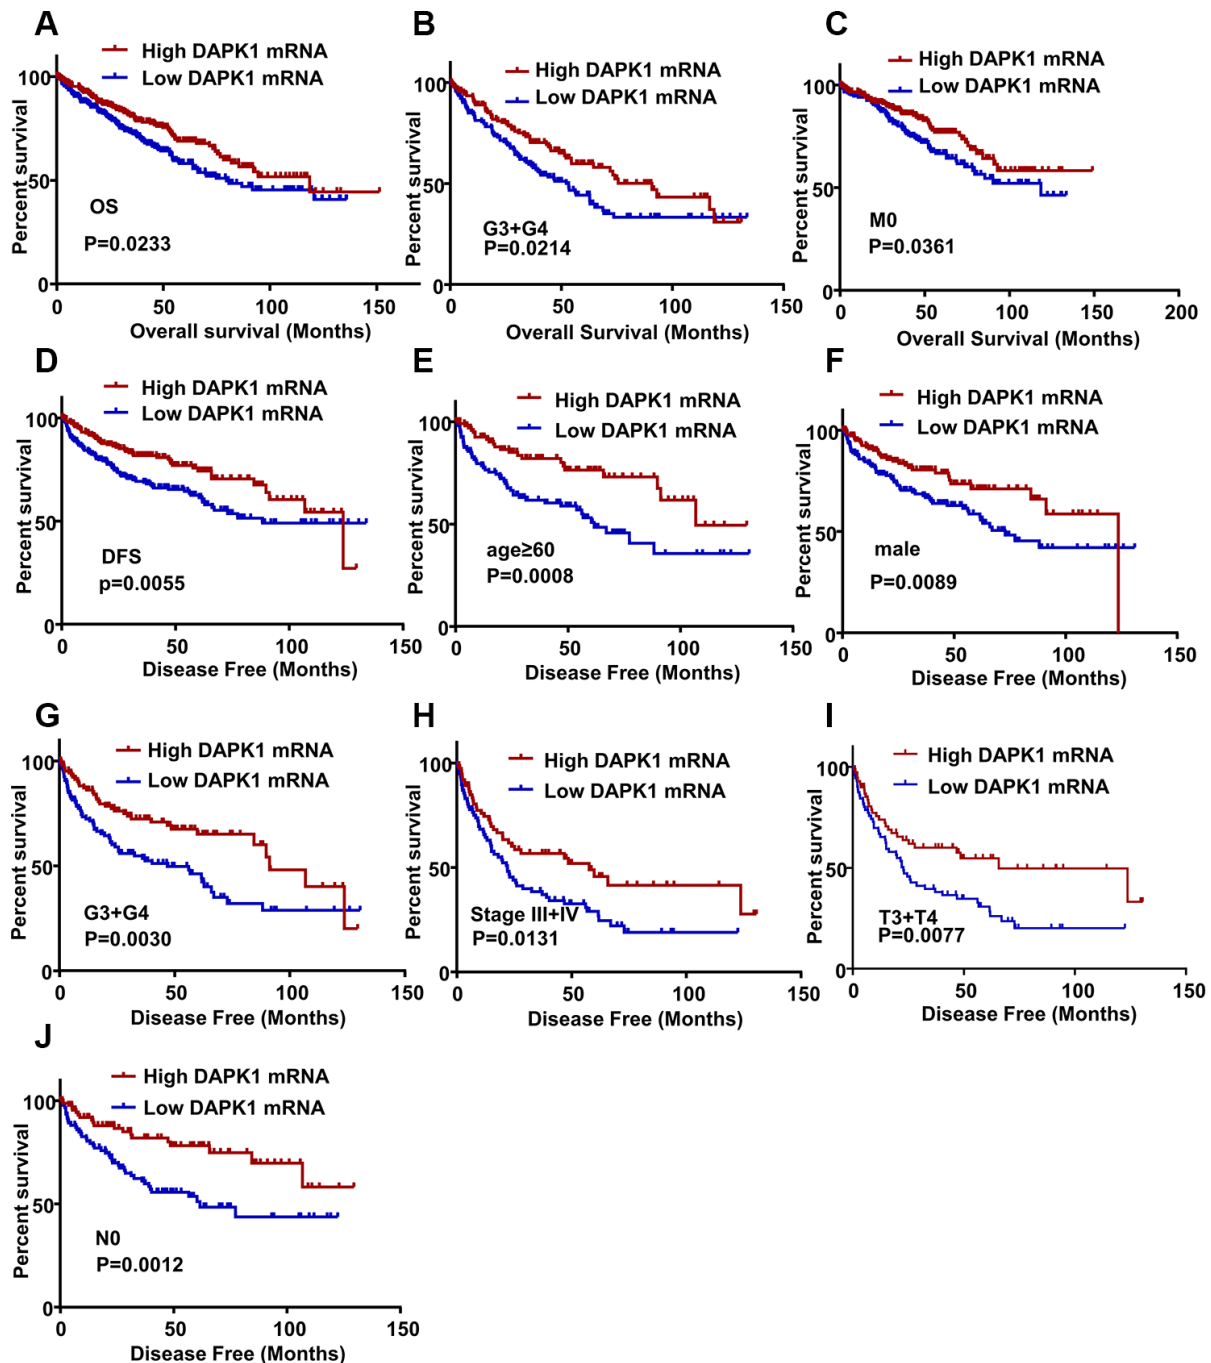 A
High DAPK1 mRNA
Low DAPK1 mRNA
Percent survival
100
50
0
OS
P=0.0233
0 50 100 150
Overall survival (Months)
B
High DAPK1 mRNA
Low DAPK1 mRNA
Percent survival
100
50
0
G3+G4
P=0.0214
0 50 100 150
Overall Survival (Months)
C
High DAPK1 mRNA
Low DAPK1 mRNA
Percent survival
100
50
0
M0
P=0.0361
0 50 100 150 200
Overall Survival (Months)
D
High DAPK1 mRNA
Low DAPK1 mRNA
Percent survival
100
50
0
DFS
p=0.0055
0 50 100 150
Disease Free (Months)
E
High DAPK1 mRNA
Low DAPK1 mRNA
Percent survival
100
50
0
age≥60
P=0.0008
0 50 100 150
Disease Free (Months)
F
High DAPK1 mRNA
Low DAPK1 mRNA
Percent survival
100
50
0
male
P=0.0089
0 50 100 150
Disease Free (Months)
G
High DAPK1 mRNA
Low DAPK1 mRNA
Percent survival
100
50
0
G3+G4
P=0.0030
0 50 100 150
Disease Free (Months)
H
High DAPK1 mRNA
Low DAPK1 mRNA
Percent survival
100
50
0
Stage III+IV
P=0.0131
0 50 100 150
Disease Free (Months)
I
High DAPK1 mRNA
Low DAPK1 mRNA
Percent survival
100
50
0
T3+T4
P=0.0077
0 50 100 150
Disease Free (Months)
J
High DAPK1 mRNA
Low DAPK1 mRNA
Percent survival
100
50
0
N0
P=0.0012
0 50 100 150
Disease Free (Months)